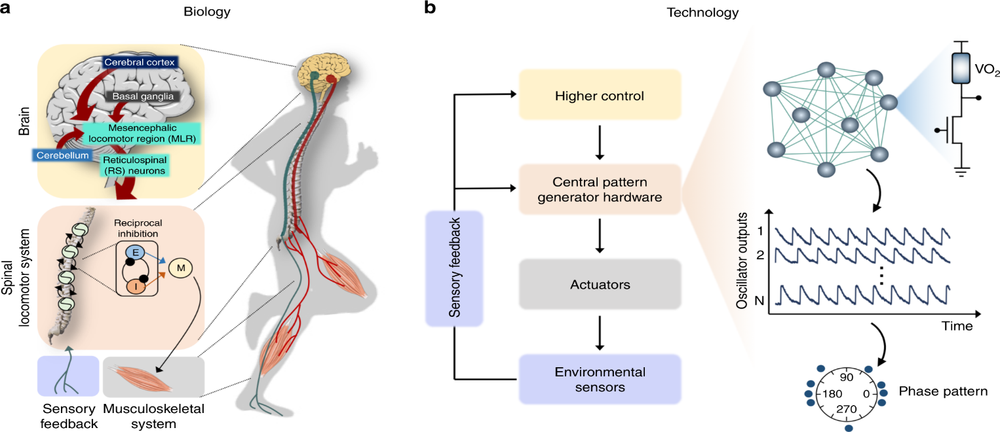 a
Biology
Brain
Cerebral cortex
Basal ganglia
Mesencephalic
locomotor region (MLR)
Cerebellum
Reticulospinal
(RS) neurons
Spinal
locomotor system
Reciprocal
inhibition
E
I
M
Sensory
feedback
Musculoskeletal
system
b
Technology
Higher control
Central pattern
generator hardware
Sensory feedback
Actuators
Environmental
sensors
VO₂
Oscillator outputs
1
2
N
Time
90
180
0
270
Phase pattern